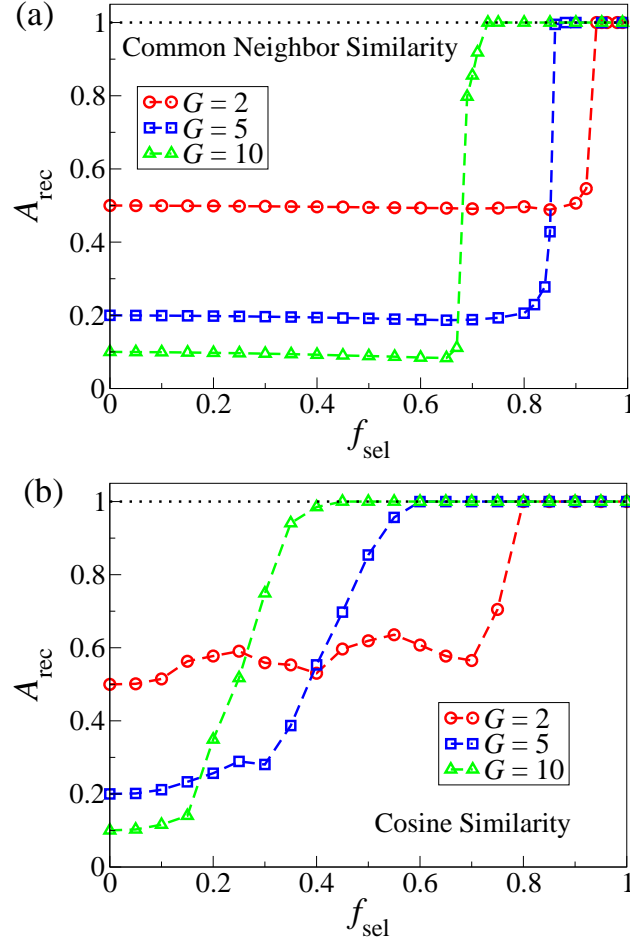 (a)
Common Neighbor Similarity
G = 2
G = 5
G = 10
A_rec
1
0.8
0.6
0.4
0.2
0
0 0.2 0.4 0.6 0.8 1
f_sel
(b)
A_rec
1
0.8
0.6
0.4
0.2
0
G = 2
G = 5
G = 10
Cosine Similarity
0 0.2 0.4 0.6 0.8 1
f_sel